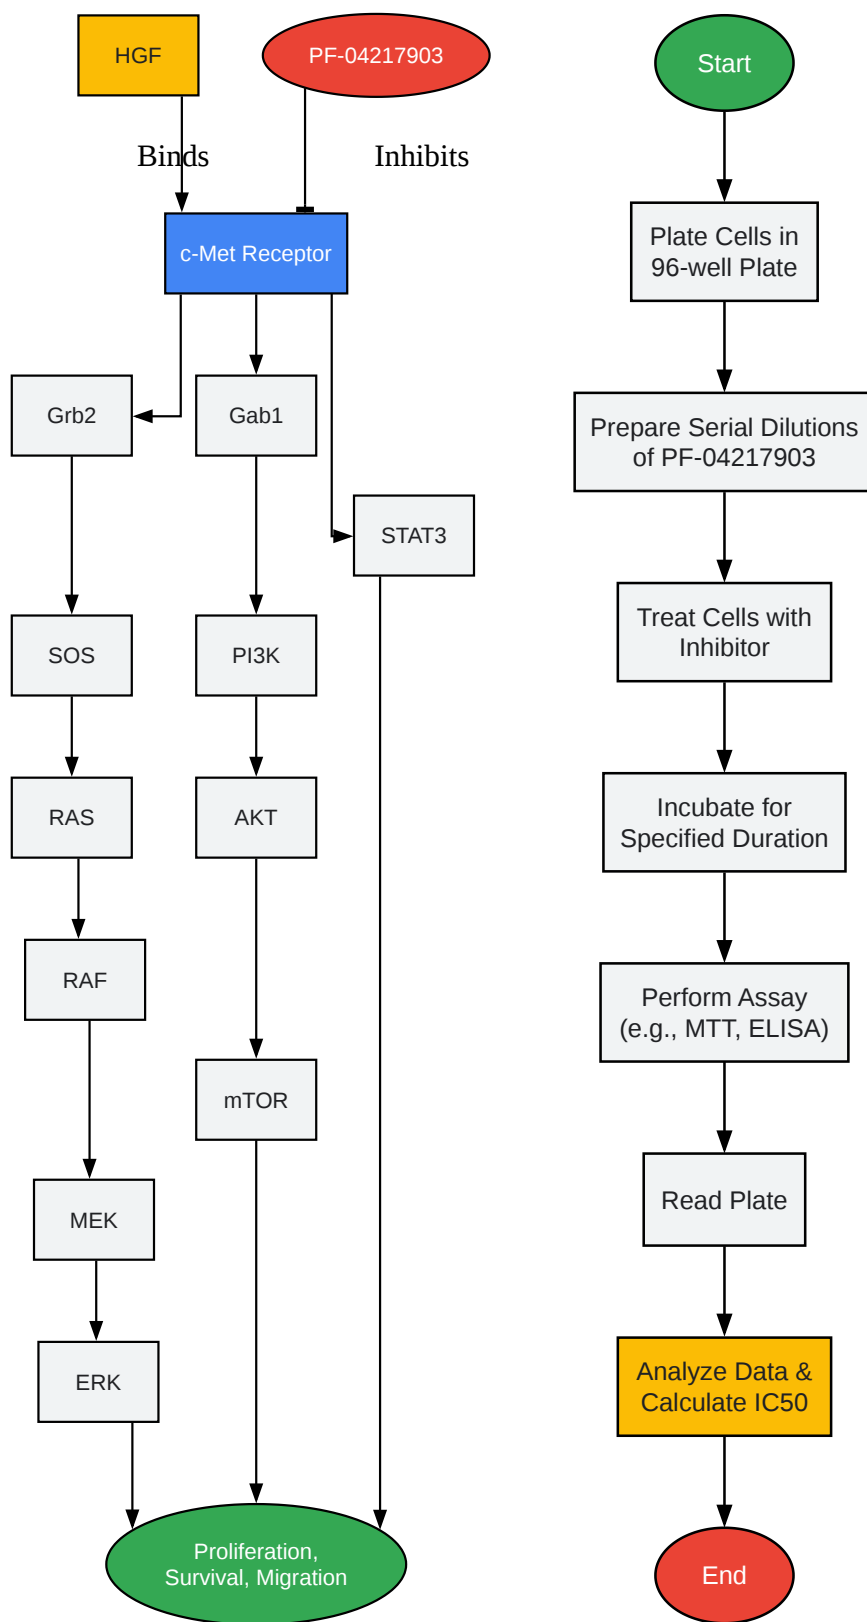 HGF
PF-04217903
Binds
Inhibits
c-Met Receptor
Grb2
Gab1
STAT3
SOS
PI3K
RAS
AKT
RAF
mTOR
MEK
ERK
Proliferation,
Survival, Migration
Start
Plate Cells in
96-well Plate
Prepare Serial Dilutions
of PF-04217903
Treat Cells with
Inhibitor
Incubate for
Specified Duration
Perform Assay
(e.g., MTT, ELISA)
Read Plate
Analyze Data &
Calculate IC50
End